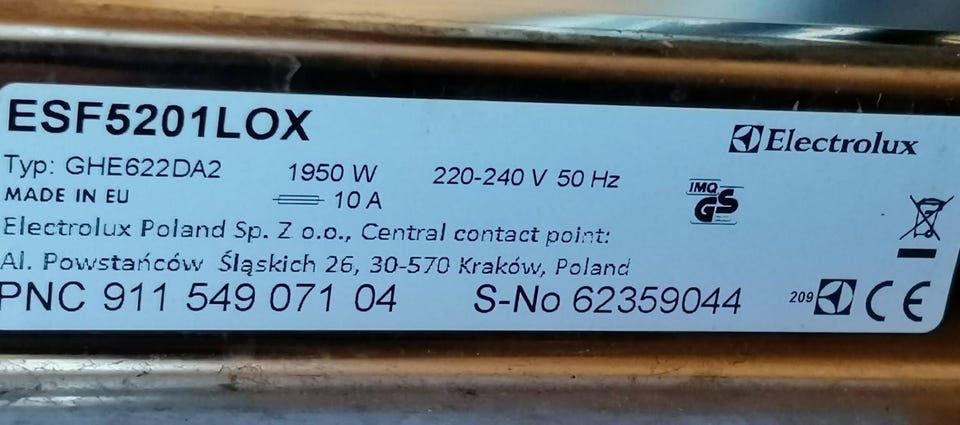 ESF5201LOX
Electrolux
Typ: GHE622DA2 1950 W 220-240 V 50 Hz
MADE IN EU 10 A
IMQ
GS
Electrolux Poland Sp. Z o.o., Central contact point:
Al. Powstańców Śląskich 26, 30-570 Kraków, Poland
PNC 911 549 071 04 S-No 62359044 209 CE